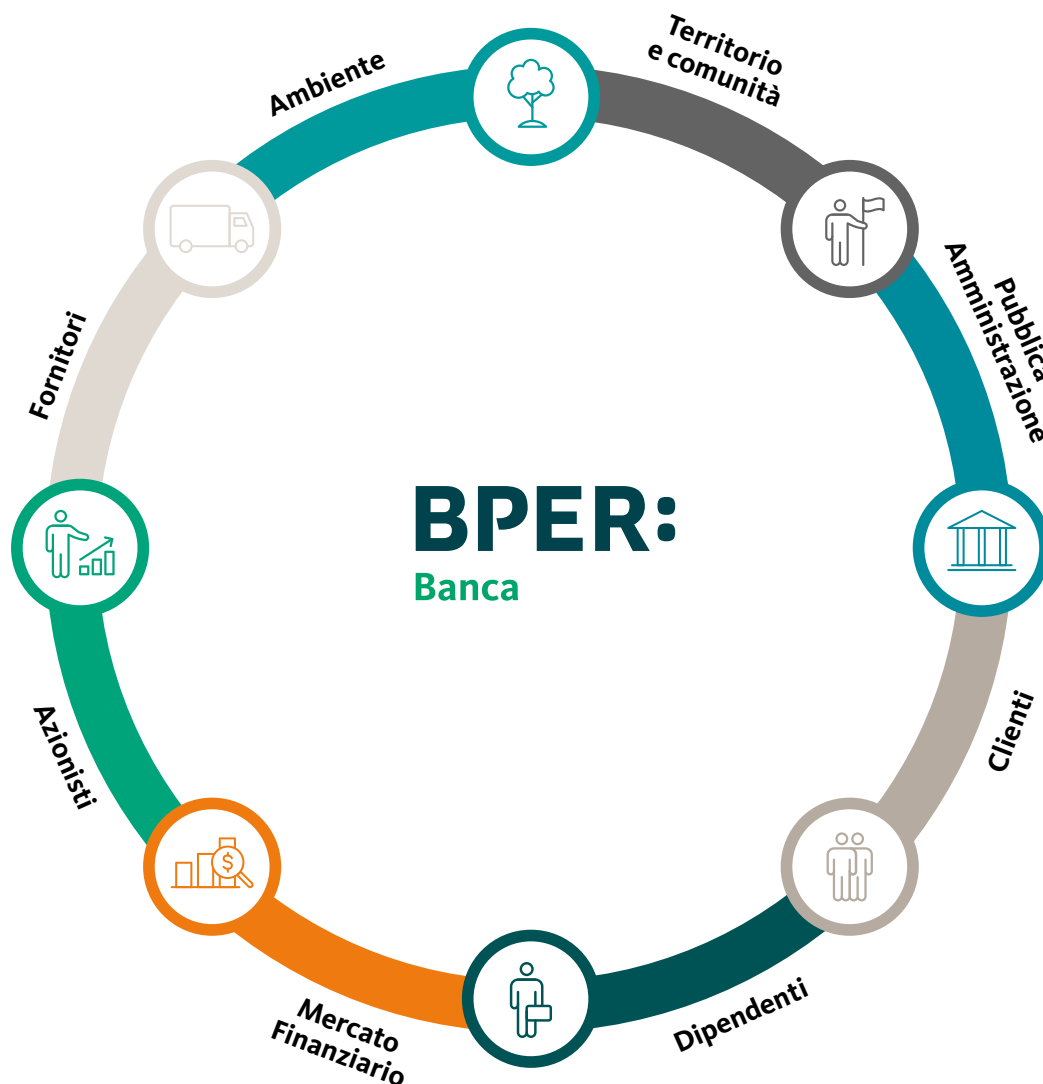 Ambiente
Territorio
e comunità
Pubblica
Amministrazione
Clienti
Dipendenti
Mercato
Finanziario
Azionisti
Fornitori
BPER:
Banca
$